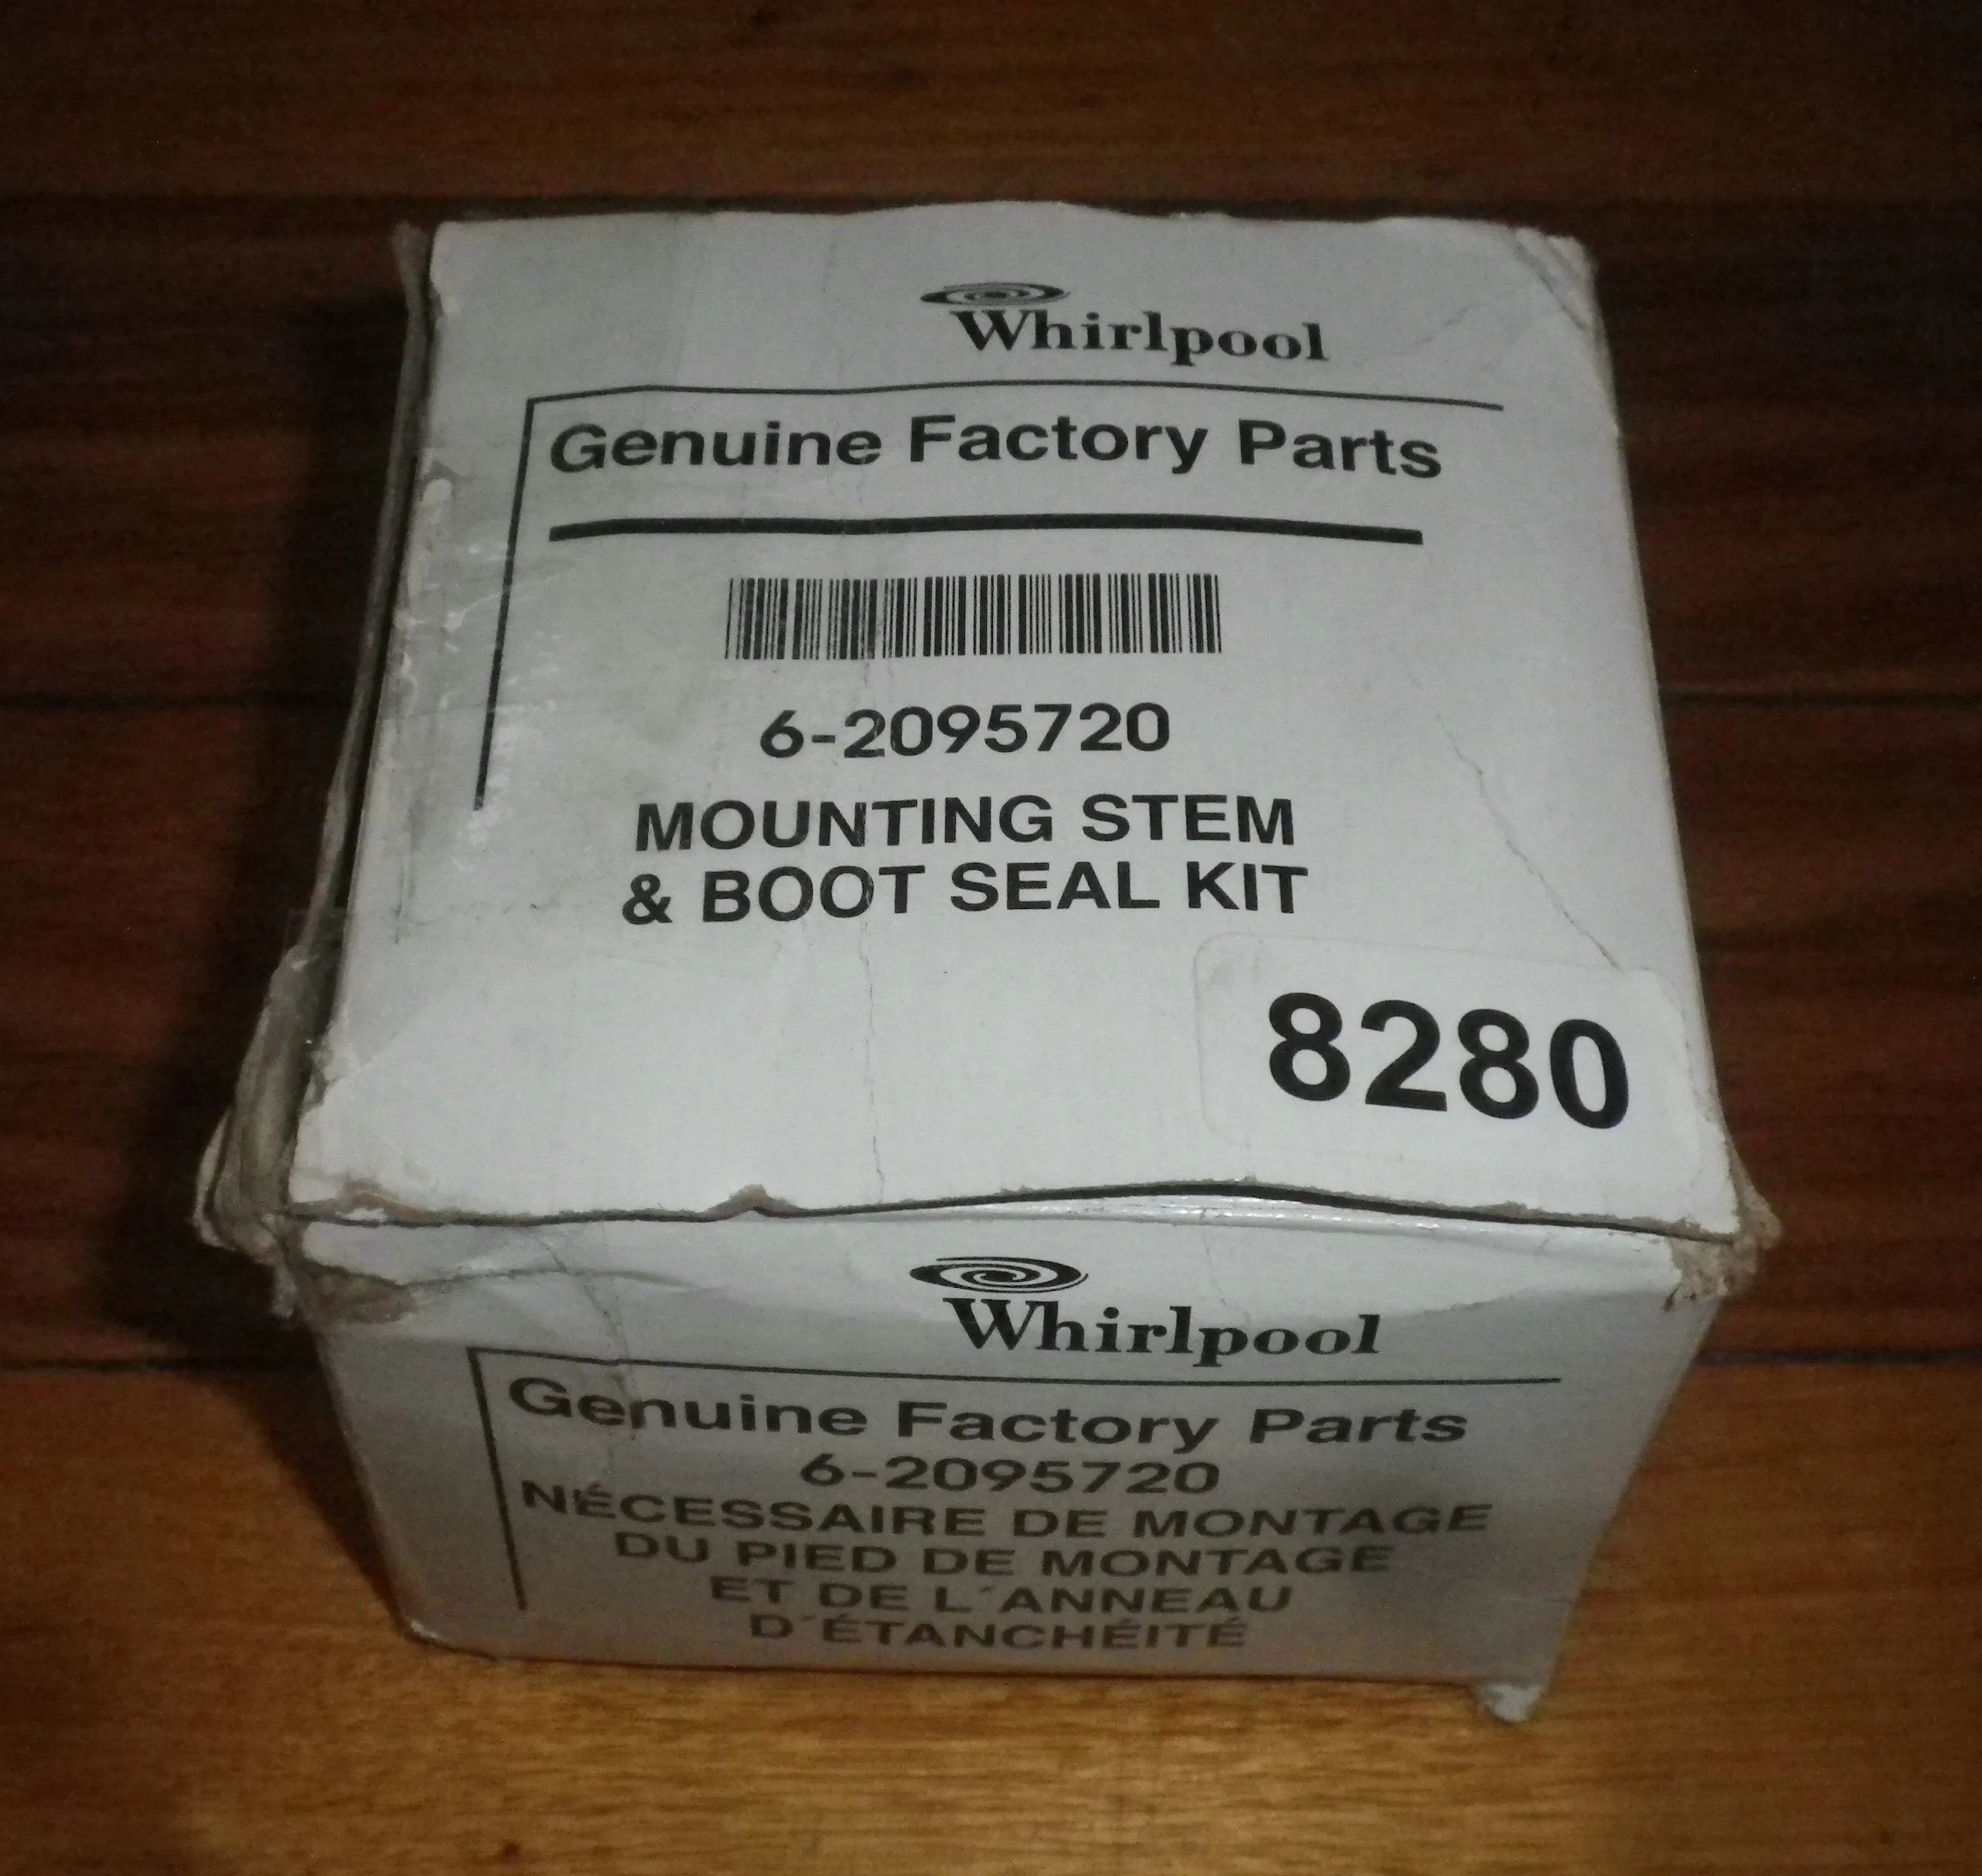 Whirlpool
Genuine Factory Parts
6-2095720
MOUNTING STEM
& BOOT SEAL KIT
8280
Whirlpool
Genuine Factory Parts
6-2095720
NÉCESSAIRE DE MONTAGE
DU PIED DE MONTAGE
ET DE L'ANNEAU
D'ÉTANCHÉITÉ